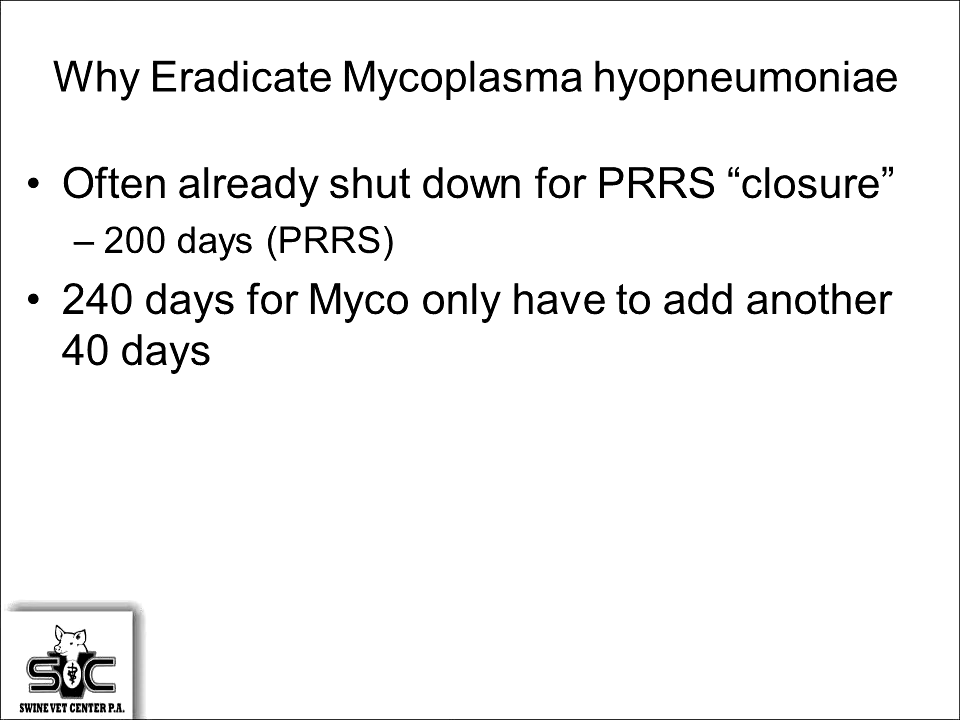 Why Eradicate Mycoplasma hyopneumoniae
• Often already shut down for PRRS “closure”
– 200 days (PRRS)
• 240 days for Myco only have to add another
40 days
SVC
SWINE VET CENTER P.A.